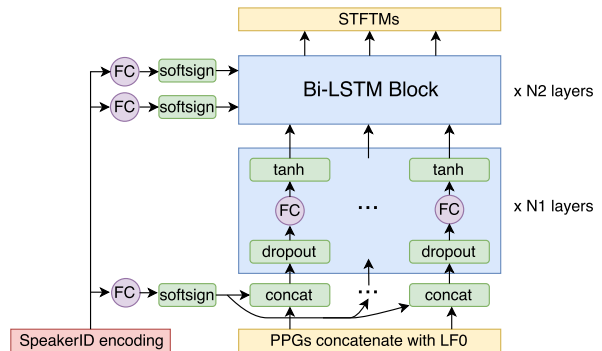 STFTMs
FC softsign
Bi-LSTM Block
x N2 layers
FC softsign
tanh ... tanh
FC ... FC
x N1 layers
dropout dropout
FC softsign concat ... concat
SpeakerID encoding
PPGs concatenate with LF0